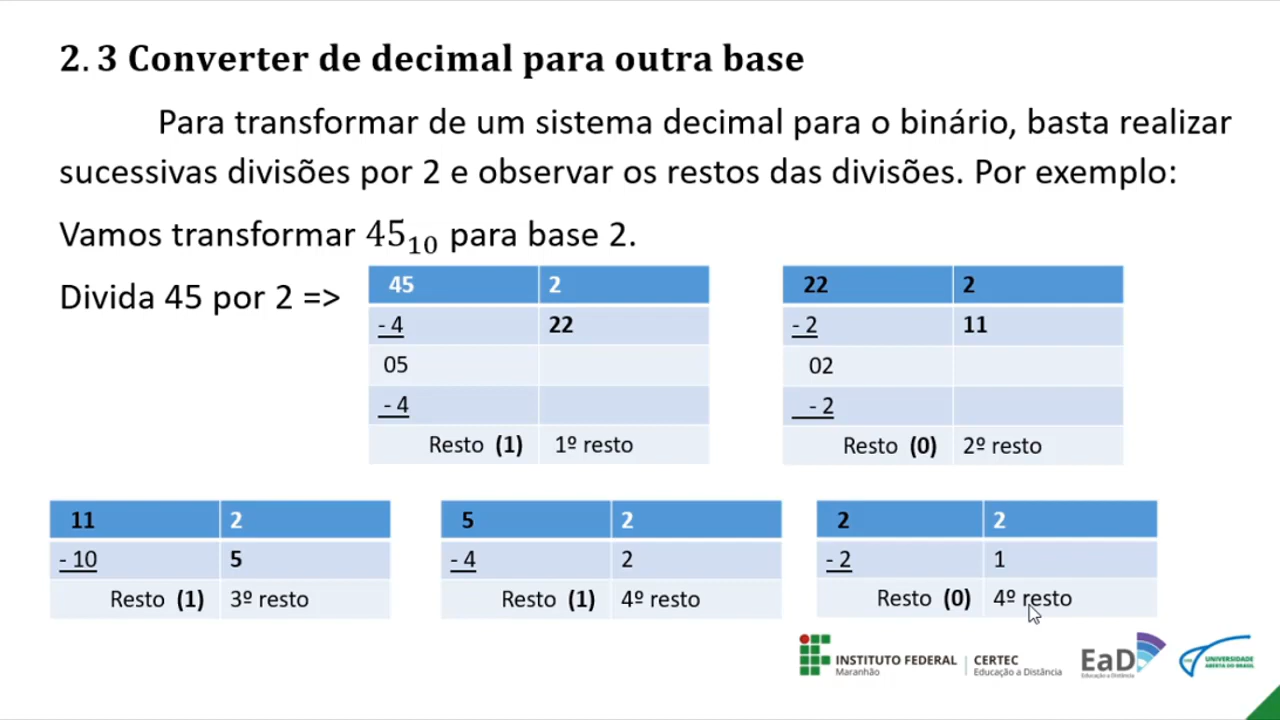 2. 3 Converter de decimal para outra base
Para transformar de um sistema decimal para o binário, basta realizar
sucessivas divisões por 2 e observar os restos das divisões. Por exemplo:
Vamos transformar 45₁₀ para base 2.
Divida 45 por 2 =>
45 2
- 4 22
05
- 4
Resto (1) 1º resto
22 2
- 2 11
02
- 2
Resto (0) 2º resto
11 2
- 10 5
Resto (1) 3º resto
5 2
- 4 2
Resto (1) 4º resto
2 2
- 2 1
Resto (0) 4º resto
INSTITUTO FEDERAL
Maranhão
CERTEC
Educação a Distância
EaD
Educação a Distância
UNIVERSIDADE
ABERTA DO BRASIL